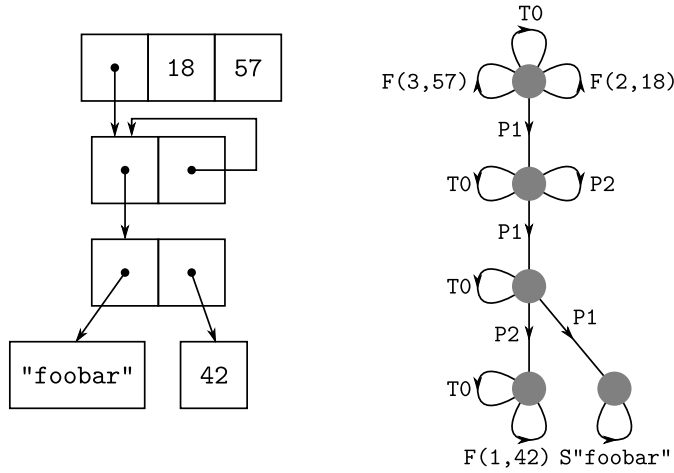 T0
18 57
F(3,57) F(2,18)
P1
T0 P2
P1
T0
P2 P1
"foobar" 42
T0
F(1,42) S"foobar"